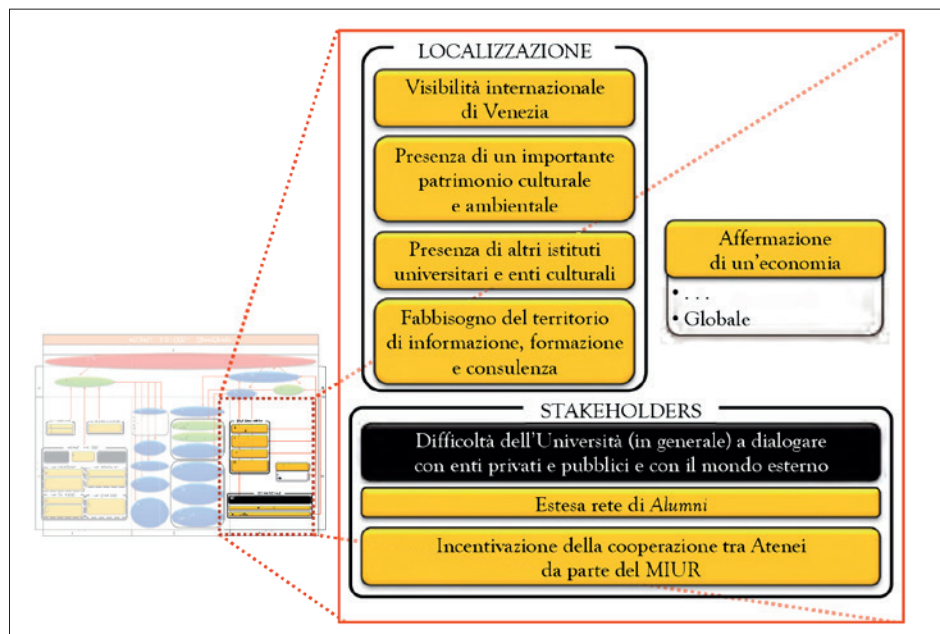 LOCALIZZAZIONE
Visibilità internazionale
di Venezia
Presenza di un importante
patrimonio culturale
e ambientale
Presenza di altri istituti
universitari e enti culturali
Fabbisogno del territorio
di informazione, formazione
e consulenza
Affermazione
di un'economia
• . . .
• Globale
STAKEHOLDERS
Difficoltà dell'Università (in generale) a dialogare
con enti privati e pubblici e con il mondo esterno
Estesa rete di Alumni
Incentivazione della cooperazione tra Atenei
da parte del MIUR